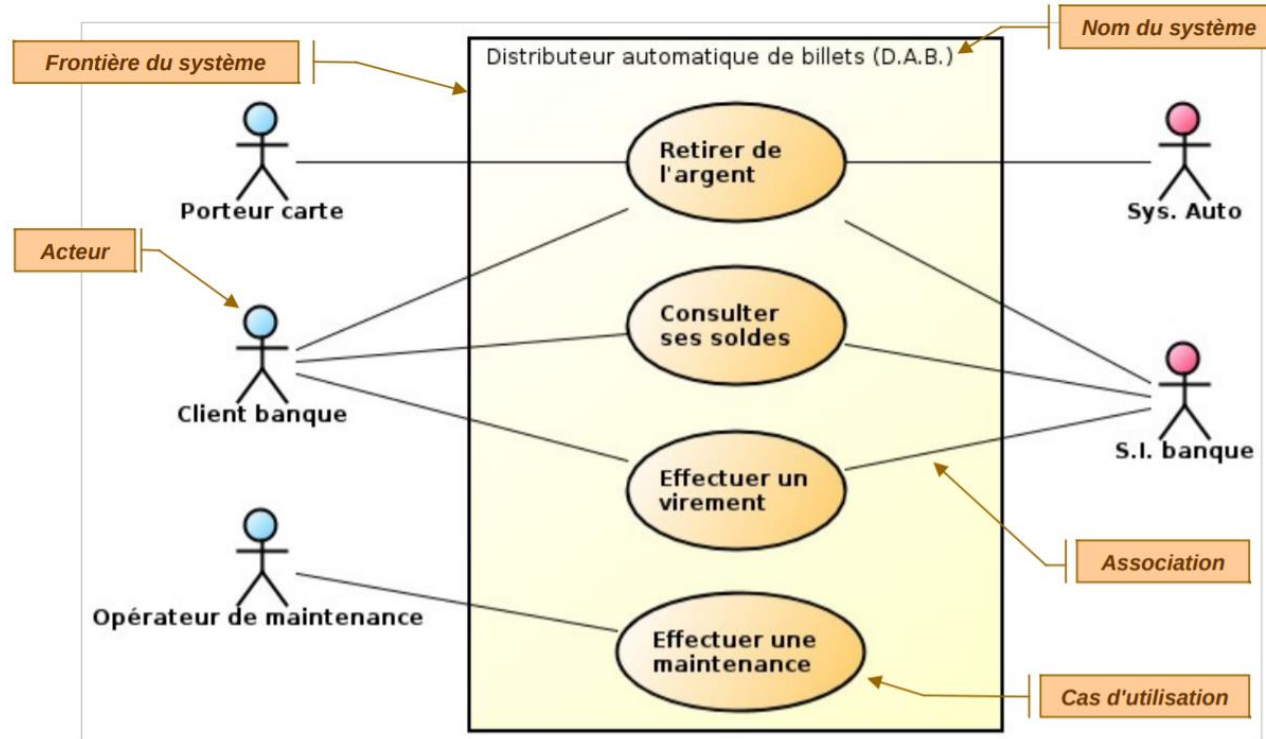 Nom du système
Frontière du système
Distributeur automatique de billets (D.A.B.)
Retirer de
l'argent
Porteur carte
Sys. Auto
Acteur
Consulter
ses soldes
Client banque
S.I. banque
Effectuer un
virement
Association
Opérateur de maintenance
Effectuer une
maintenance
Cas d'utilisation